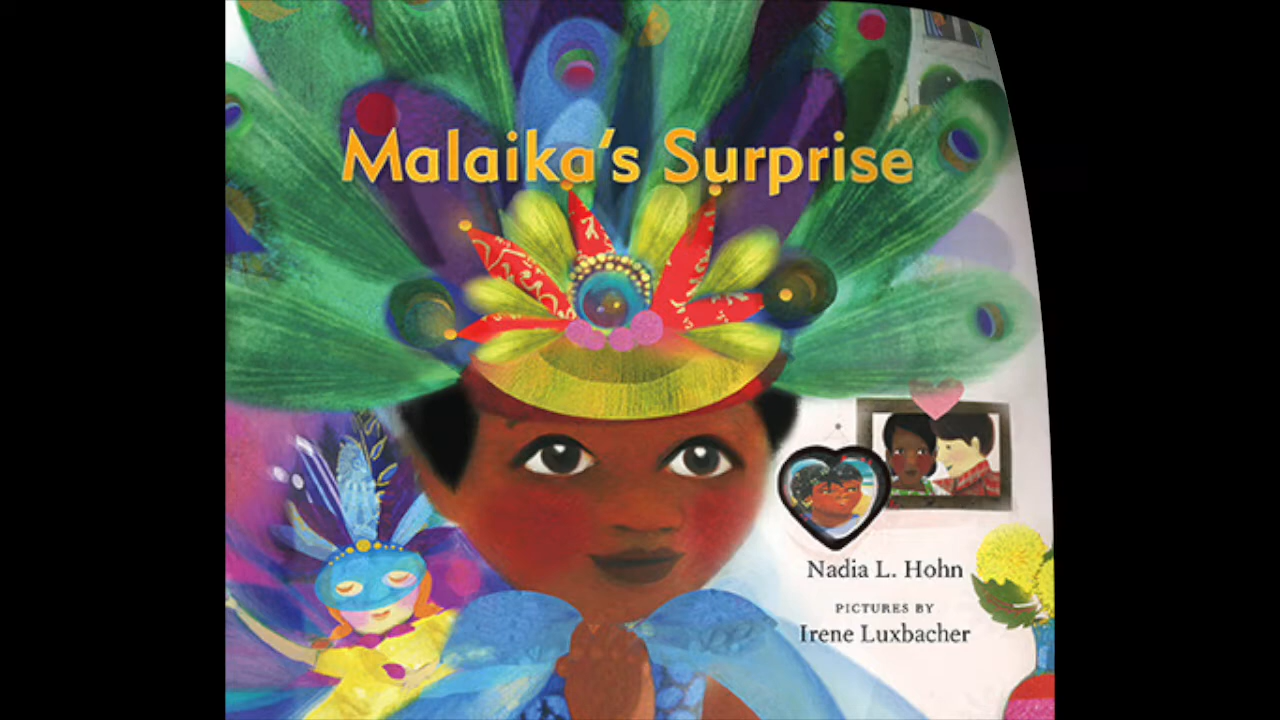 Malaika's Surprise
Nadia L. Hohn
PICTURES BY
Irene Luxbacher